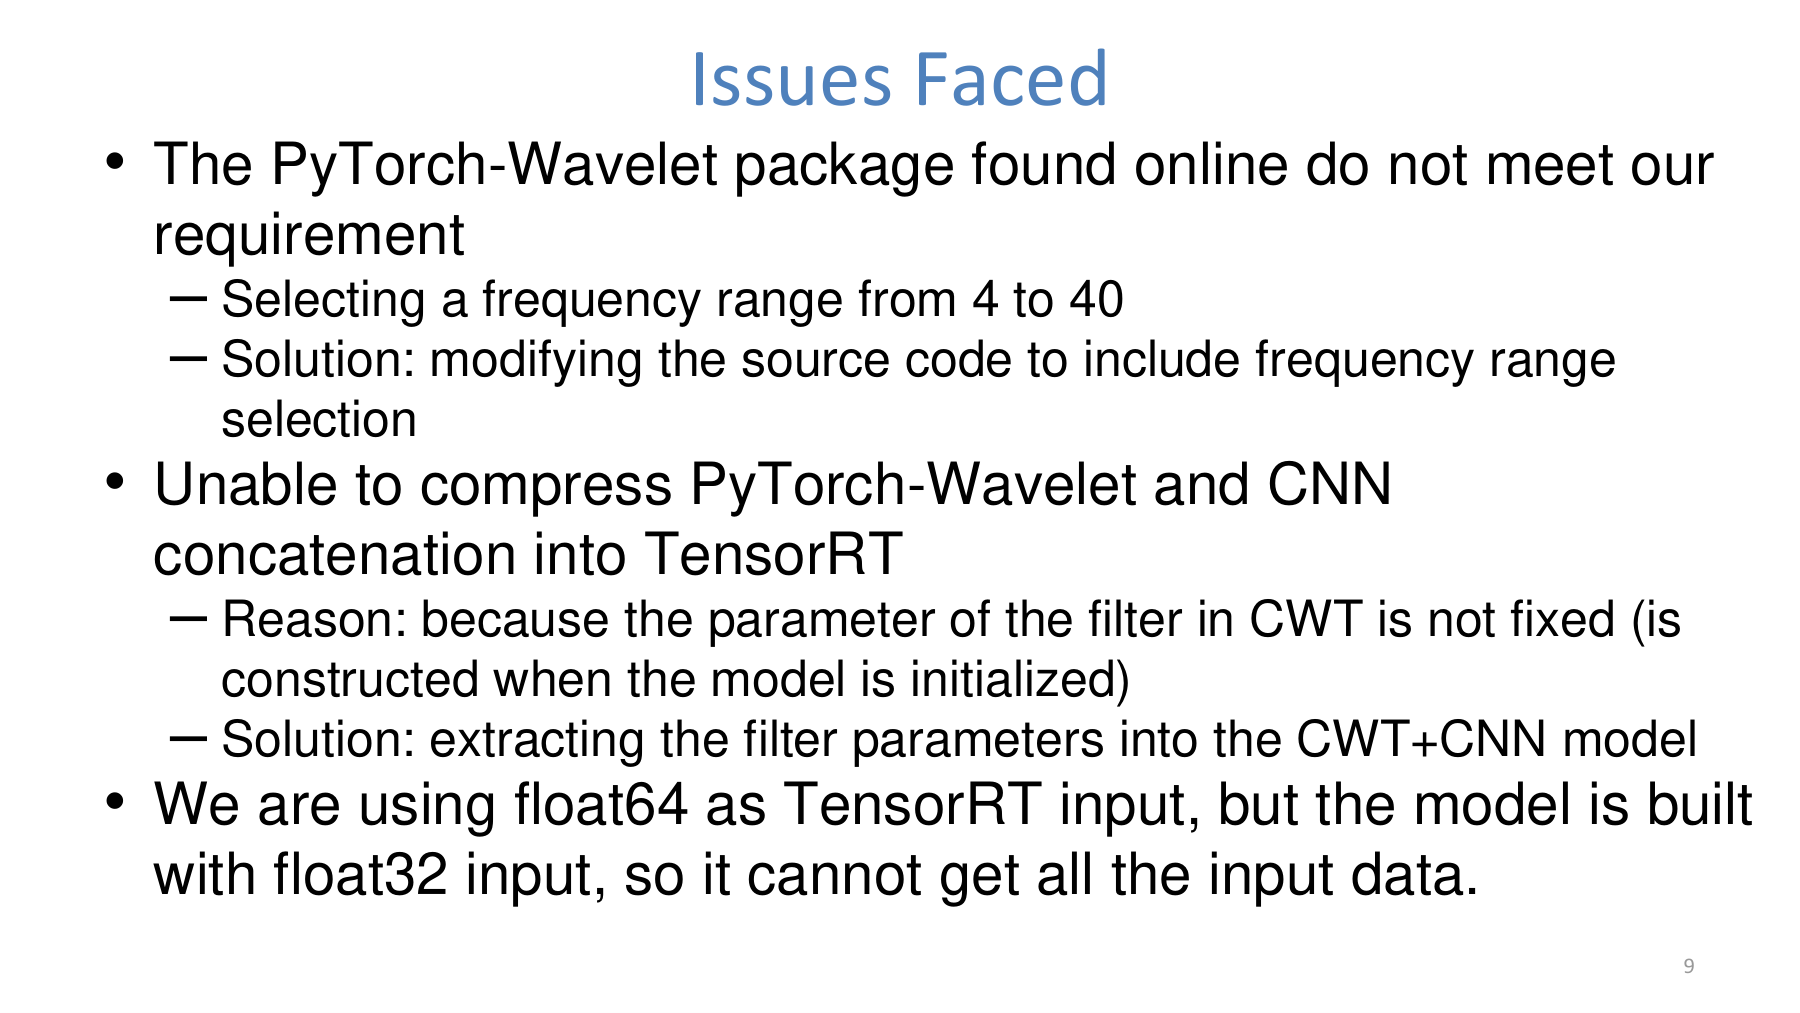 Issues Faced
• The PyTorch-Wavelet package found online do not meet our
requirement
– Selecting a frequency range from 4 to 40
– Solution: modifying the source code to include frequency range
selection
• Unable to compress PyTorch-Wavelet and CNN
concatenation into TensorRT
– Reason: because the parameter of the filter in CWT is not fixed (is
constructed when the model is initialized)
– Solution: extracting the filter parameters into the CWT+CNN model
• We are using float64 as TensorRT input, but the model is built
with float32 input, so it cannot get all the input data.
9